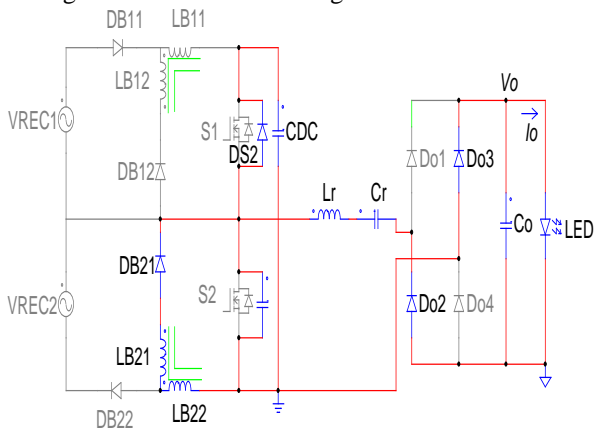 DB11
LB11
LB12
VREC1
S1
DS2
CDC
DB12
Vo
Io
Do1
Do3
Lr
Cr
Co
LED
DB21
S2
VREC2
Do2
Do4
LB21
LB22
DB22